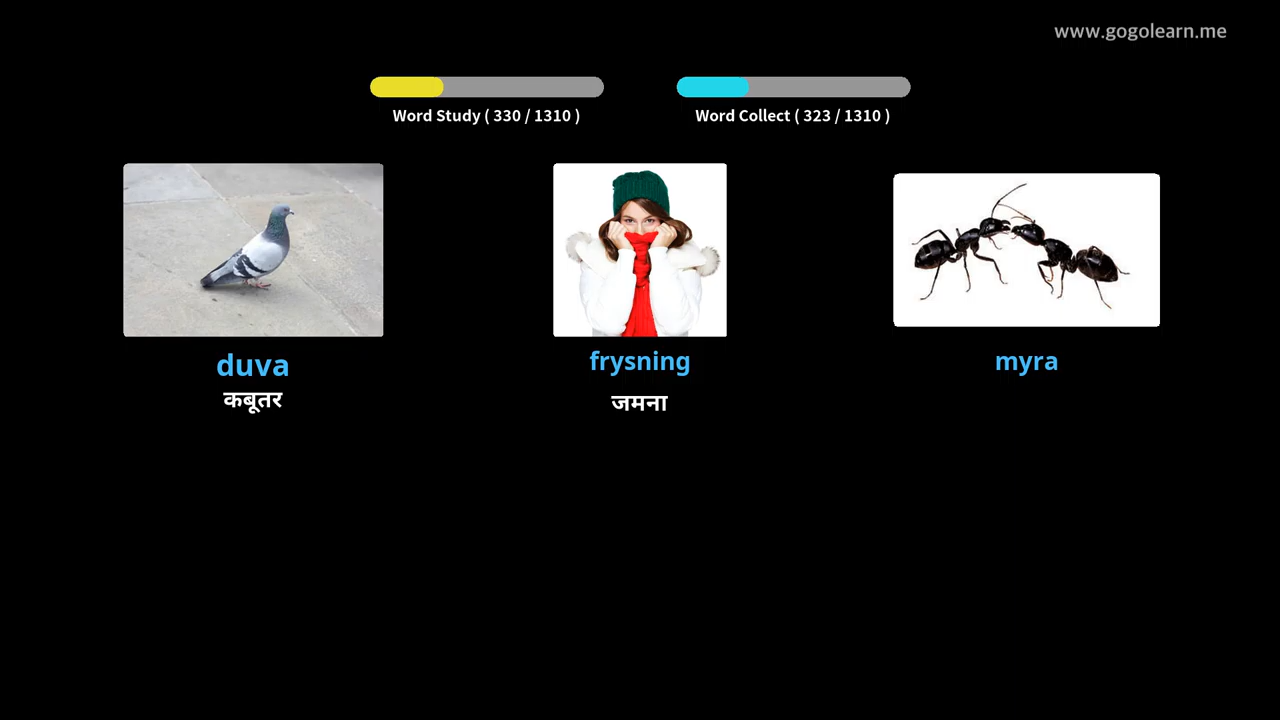 www.gogolearn.me
Word Study ( 330 / 1310 )
Word Collect ( 323 / 1310 )
duva
कबूतर
frysning
जमना
myra